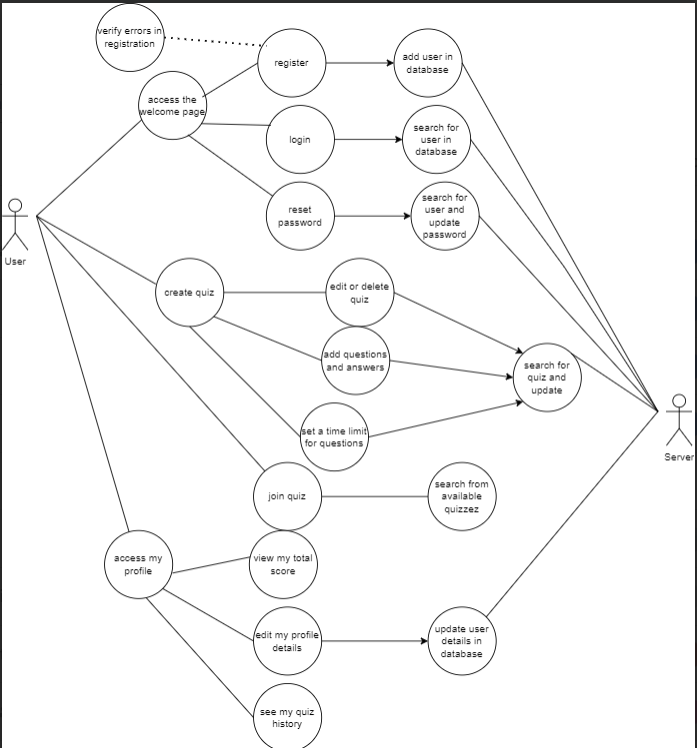 verify errors in
registration
register
add user in
database
access the
welcome page
login
search for
user in
database
reset
password
search for
user and
update
password
User
create quiz
edit or delete
quiz
add questions
and answers
search for
quiz and
update
set a time limit
for questions
Server
join quiz
search from
available
quizzez
access my
profile
view my total
score
edit my profile
details
update user
details in
database
see my quiz
history